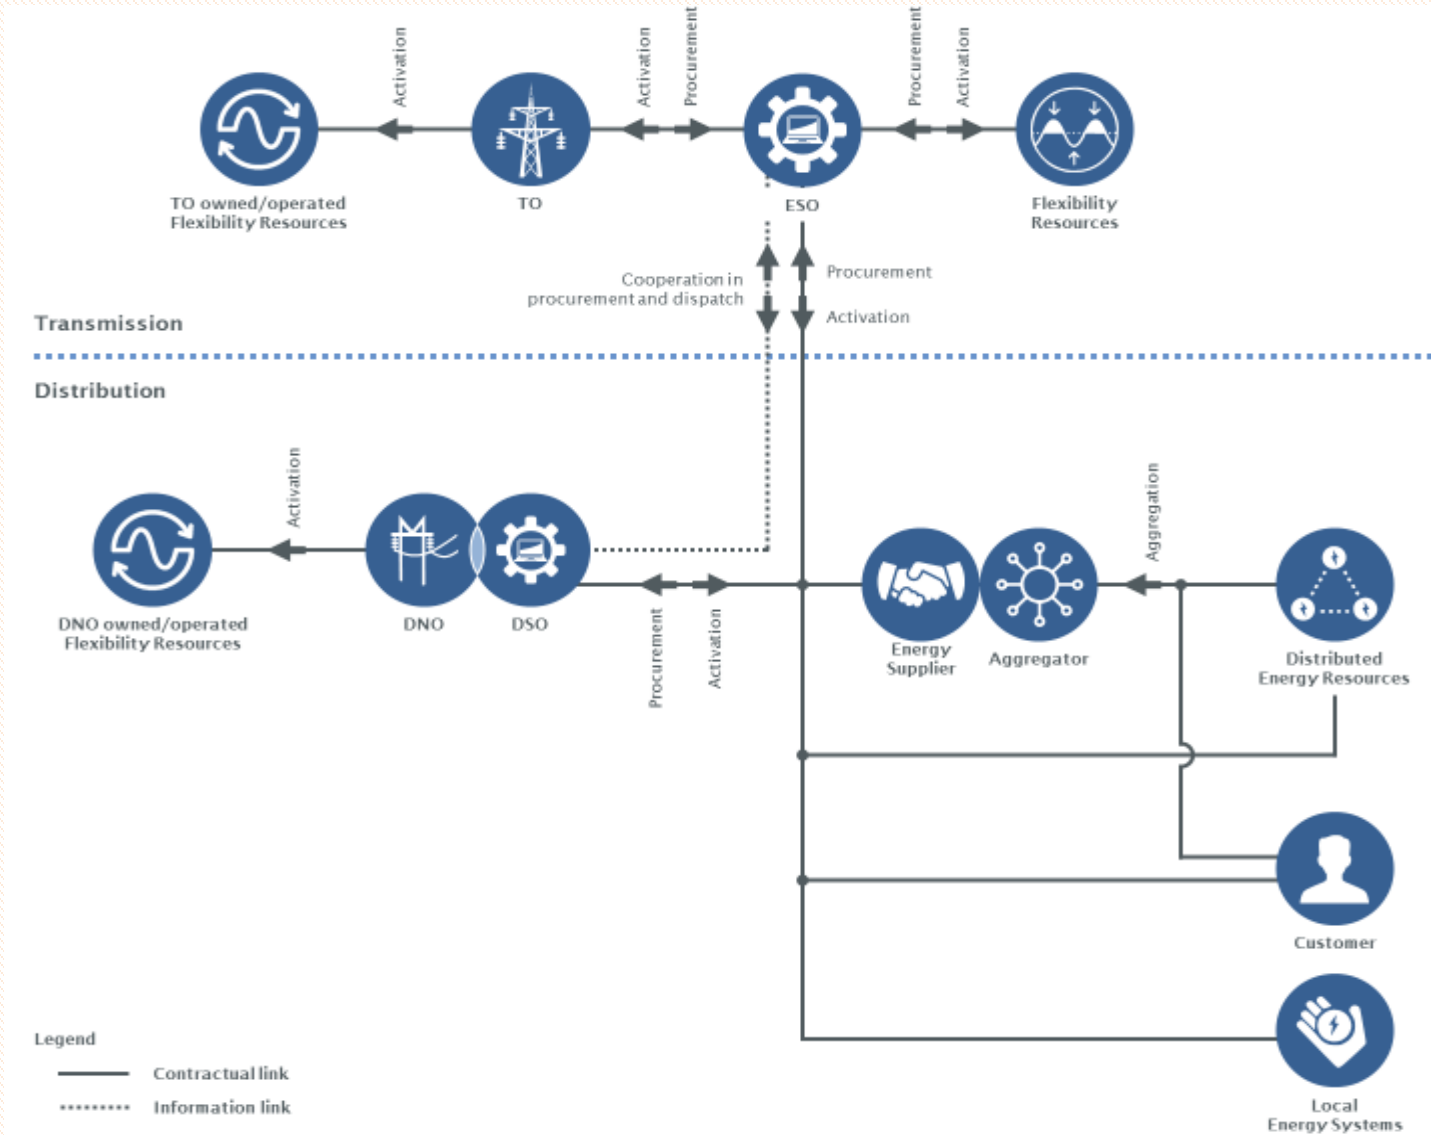 Activation
Activation
Procurement
Procurement
Activation
TO owned/operated
Flexibility Resources
TO
ESO
Flexibility
Resources
Cooperation in
procurement and dispatch
Procurement
Activation
Transmission
Distribution
Activation
Aggregation
DNO owned/operated
Flexibility Resources
DNO
DSO
Procurement
Activation
Energy
Supplier
Aggregator
Distributed
Energy Resources
Customer
Local
Energy Systems
Legend
Contractual link
Information link